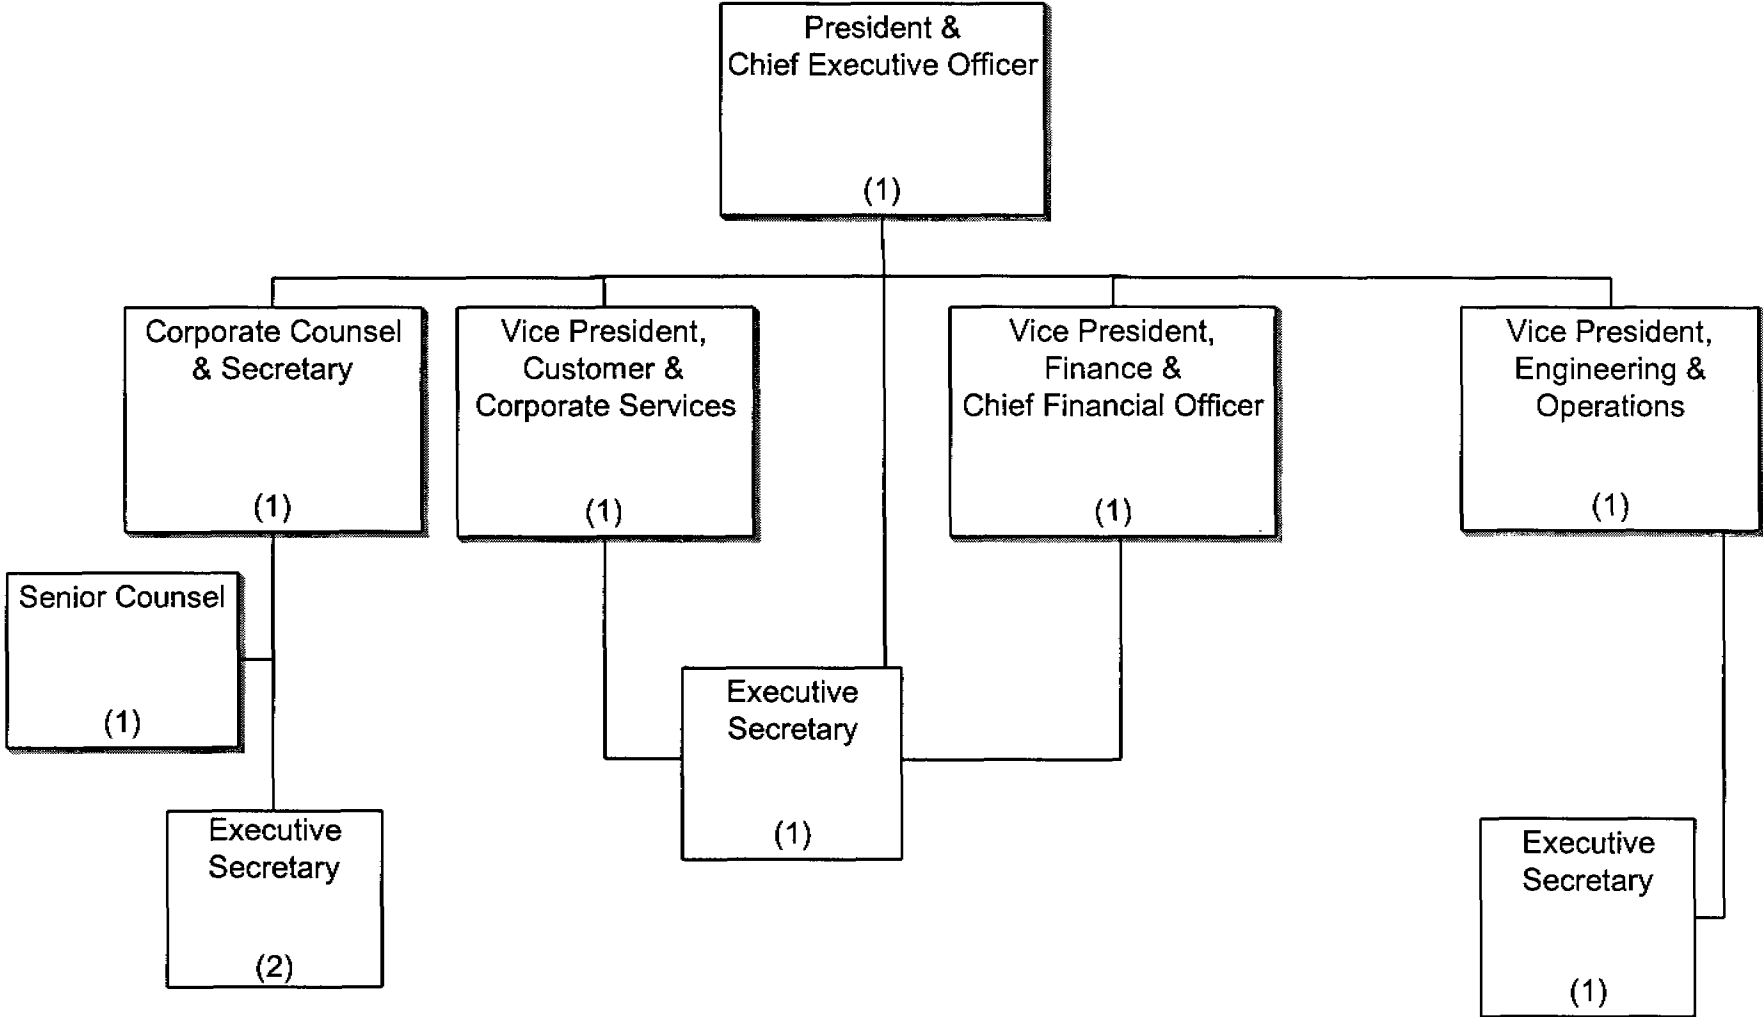 President &
Chief Executive Officer
(1)
Corporate Counsel
& Secretary
(1)
Vice President,
Customer &
Corporate Services
(1)
Vice President,
Finance &
Chief Financial Officer
(1)
Vice President,
Engineering &
Operations
(1)
Senior Counsel
(1)
Executive
Secretary
(2)
Executive
Secretary
(1)
Executive
Secretary
(1)